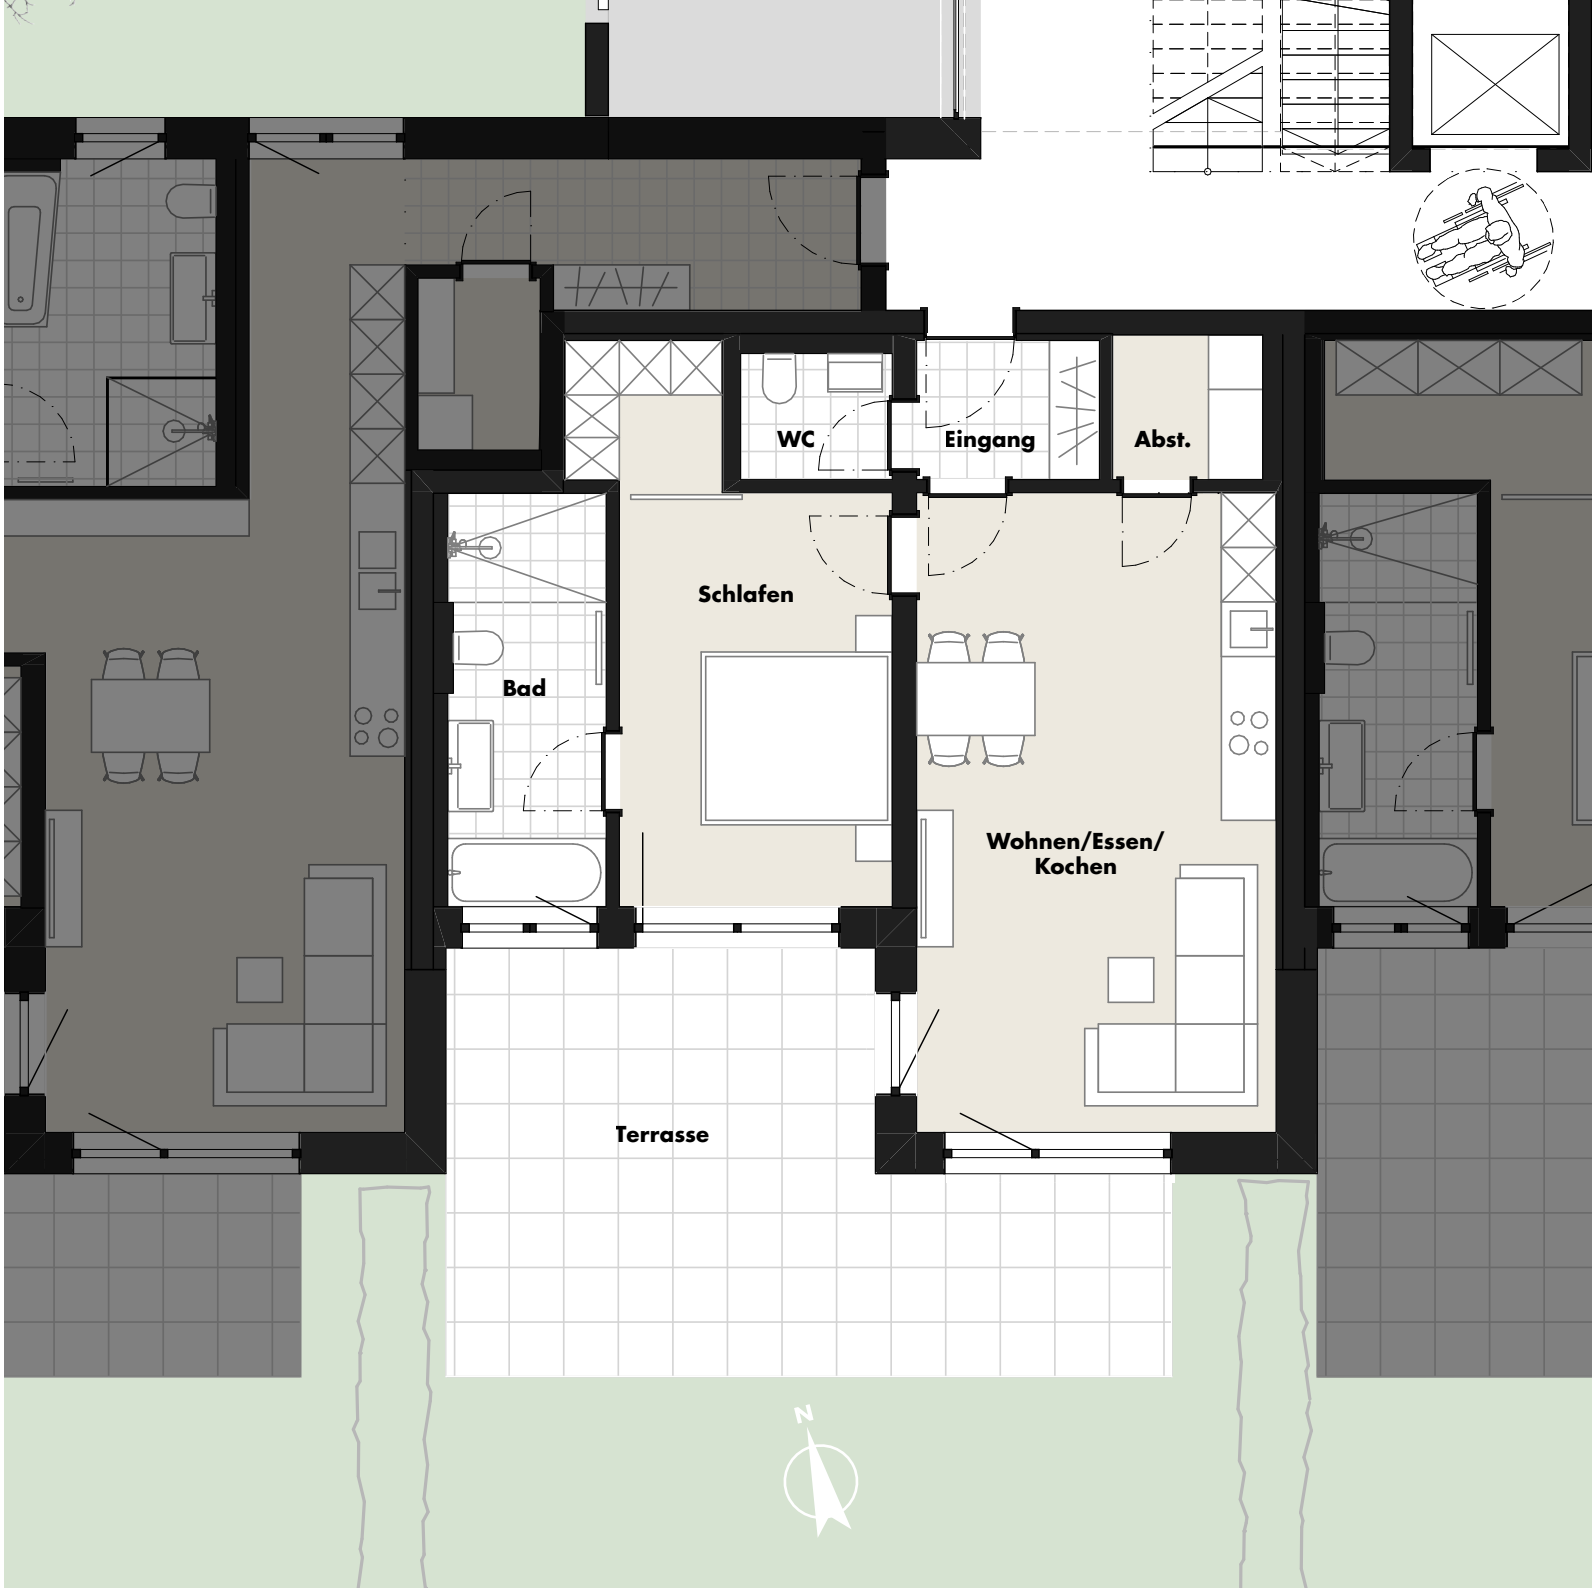 WC
Eingang
Abst.
Schlafen
Bad
Wohnen/Essen/
Kochen
Terrasse
N